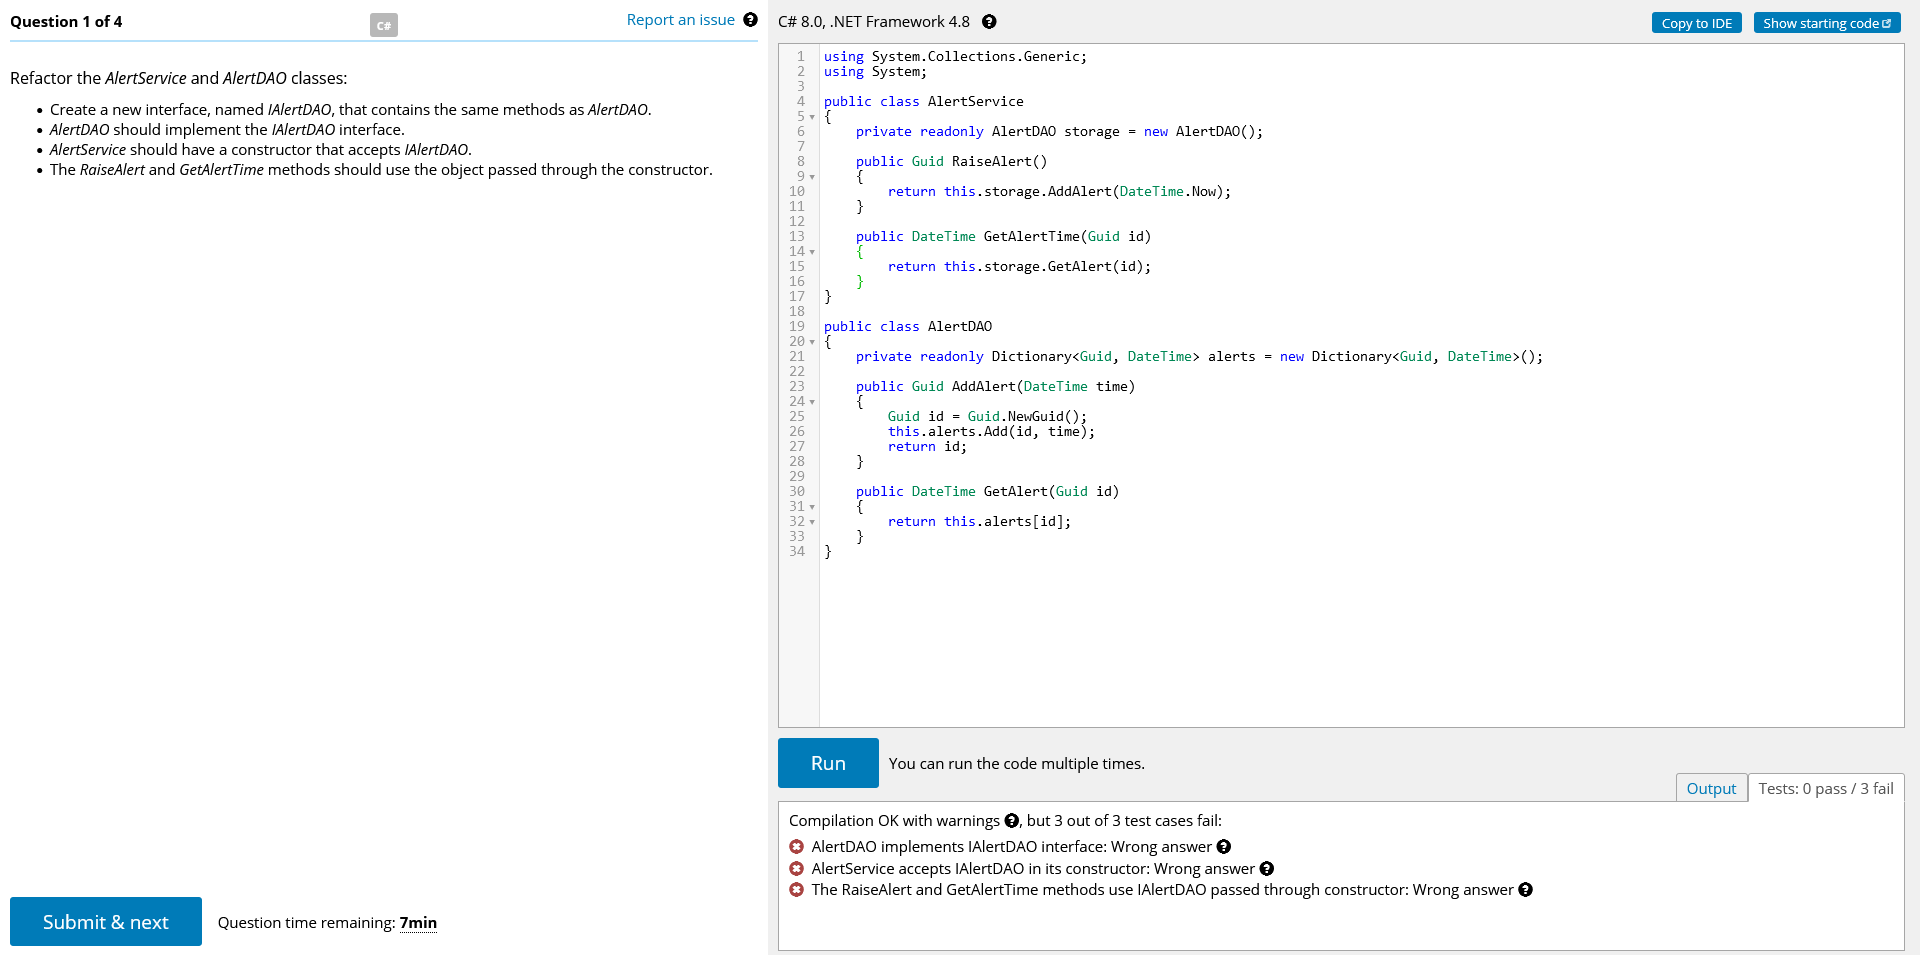 Question 1 of 4
C#
Report an issue ?
Refactor the AlertService and AlertDAO classes:
• Create a new interface, named IAlertDAO, that contains the same methods as AlertDAO.
• AlertDAO should implement the IAlertDAO interface.
• AlertService should have a constructor that accepts IAlertDAO.
• The RaiseAlert and GetAlertTime methods should use the object passed through the constructor.
Submit & next
Question time remaining: 7min
C# 8.0, .NET Framework 4.8 ?
Copy to IDE
Show starting code
1 using System.Collections.Generic;
2 using System;
3
4 public class AlertService
5 {
6     private readonly AlertDAO storage = new AlertDAO();
7
8     public Guid RaiseAlert()
9     {
10         return this.storage.AddAlert(DateTime.Now);
11     }
12
13     public DateTime GetAlertTime(Guid id)
14     {
15         return this.storage.GetAlert(id);
16     }
17 }
18
19 public class AlertDAO
20 {
21     private readonly Dictionary<Guid, DateTime> alerts = new Dictionary<Guid, DateTime>();
22
23     public Guid AddAlert(DateTime time)
24     {
25         Guid id = Guid.NewGuid();
26         this.alerts.Add(id, time);
27         return id;
28     }
29
30     public DateTime GetAlert(Guid id)
31     {
32         return this.alerts[id];
33     }
34 }
Run
You can run the code multiple times.
Output
Tests: 0 pass / 3 fail
Compilation OK with warnings ?, but 3 out of 3 test cases fail:
AlertDAO implements IAlertDAO interface: Wrong answer ?
AlertService accepts IAlertDAO in its constructor: Wrong answer ?
The RaiseAlert and GetAlertTime methods use IAlertDAO passed through constructor: Wrong answer ?